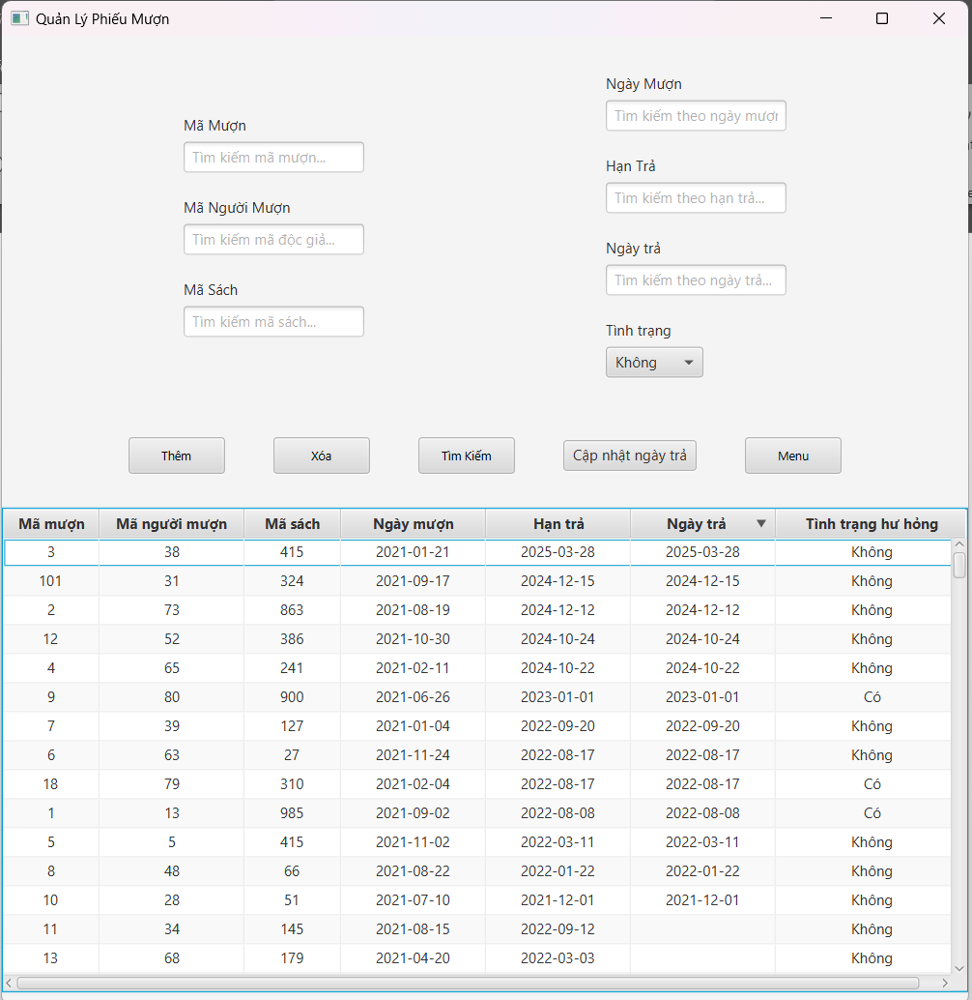 Quản Lý Phiếu Mượn
Mã Mượn
Tìm kiếm mã mượn...
Mã Người Mượn
Tìm kiếm mã độc giả...
Mã Sách
Tìm kiếm mã sách...
Ngày Mượn
Tìm kiếm theo ngày mượn
Hạn Trả
Tìm kiếm theo hạn trả...
Ngày trả
Tìm kiếm theo ngày trả...
Tình trạng
Không
Thêm Xóa Tìm Kiếm Cập nhật ngày trả Menu
Mã mượn Mã người mượn Mã sách Ngày mượn Hạn trả Ngày trả Tình trạng hư hỏng
3 38 415 2021-01-21 2025-03-28 2025-03-28 Không
101 31 324 2021-09-17 2024-12-15 2024-12-15 Không
2 73 863 2021-08-19 2024-12-12 2024-12-12 Không
12 52 386 2021-10-30 2024-10-24 2024-10-24 Không
4 65 241 2021-02-11 2024-10-22 2024-10-22 Không
9 80 900 2021-06-26 2023-01-01 2023-01-01 Có
7 39 127 2021-01-04 2022-09-20 2022-09-20 Không
6 63 27 2021-11-24 2022-08-17 2022-08-17 Không
18 79 310 2021-02-04 2022-08-17 2022-08-17 Có
1 13 985 2021-09-02 2022-08-08 2022-08-08 Có
5 5 415 2021-11-02 2022-03-11 2022-03-11 Không
8 48 66 2021-08-22 2022-01-22 2022-01-22 Không
10 28 51 2021-07-10 2021-12-01 2021-12-01 Không
11 34 145 2021-08-15 2022-09-12 Không
13 68 179 2021-04-20 2022-03-03 Không